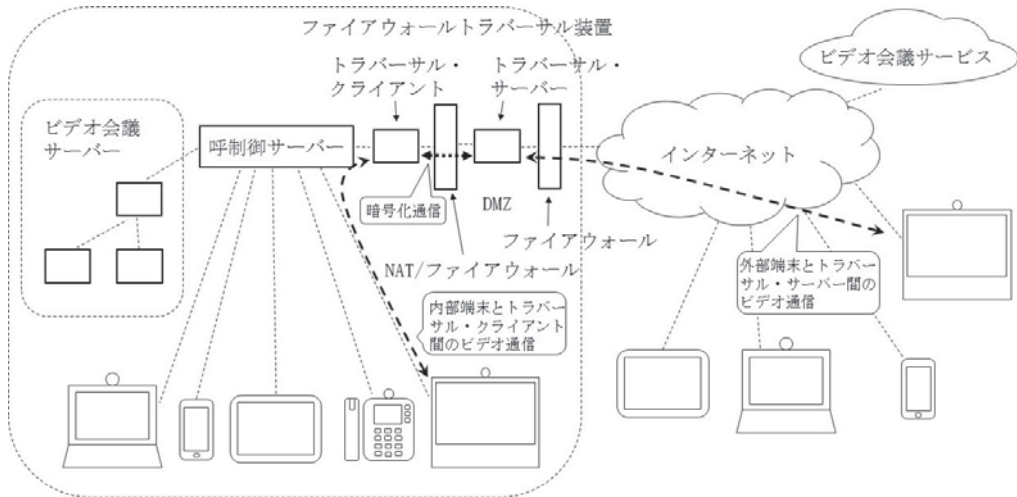 ファイアウォールトラバーサル装置
トラバーサル・
クライアント
トラバーサル・
サーバー
ビデオ会議サービス
ビデオ会議
サーバー
呼制御サーバー
インターネット
暗号化通信
DMZ
ファイアウォール
NAT/ファイアウォール
内部端末とトラバー
サル・クライアント
間のビデオ通信
外部端末とトラバー
サル・サーバー間の
ビデオ通信